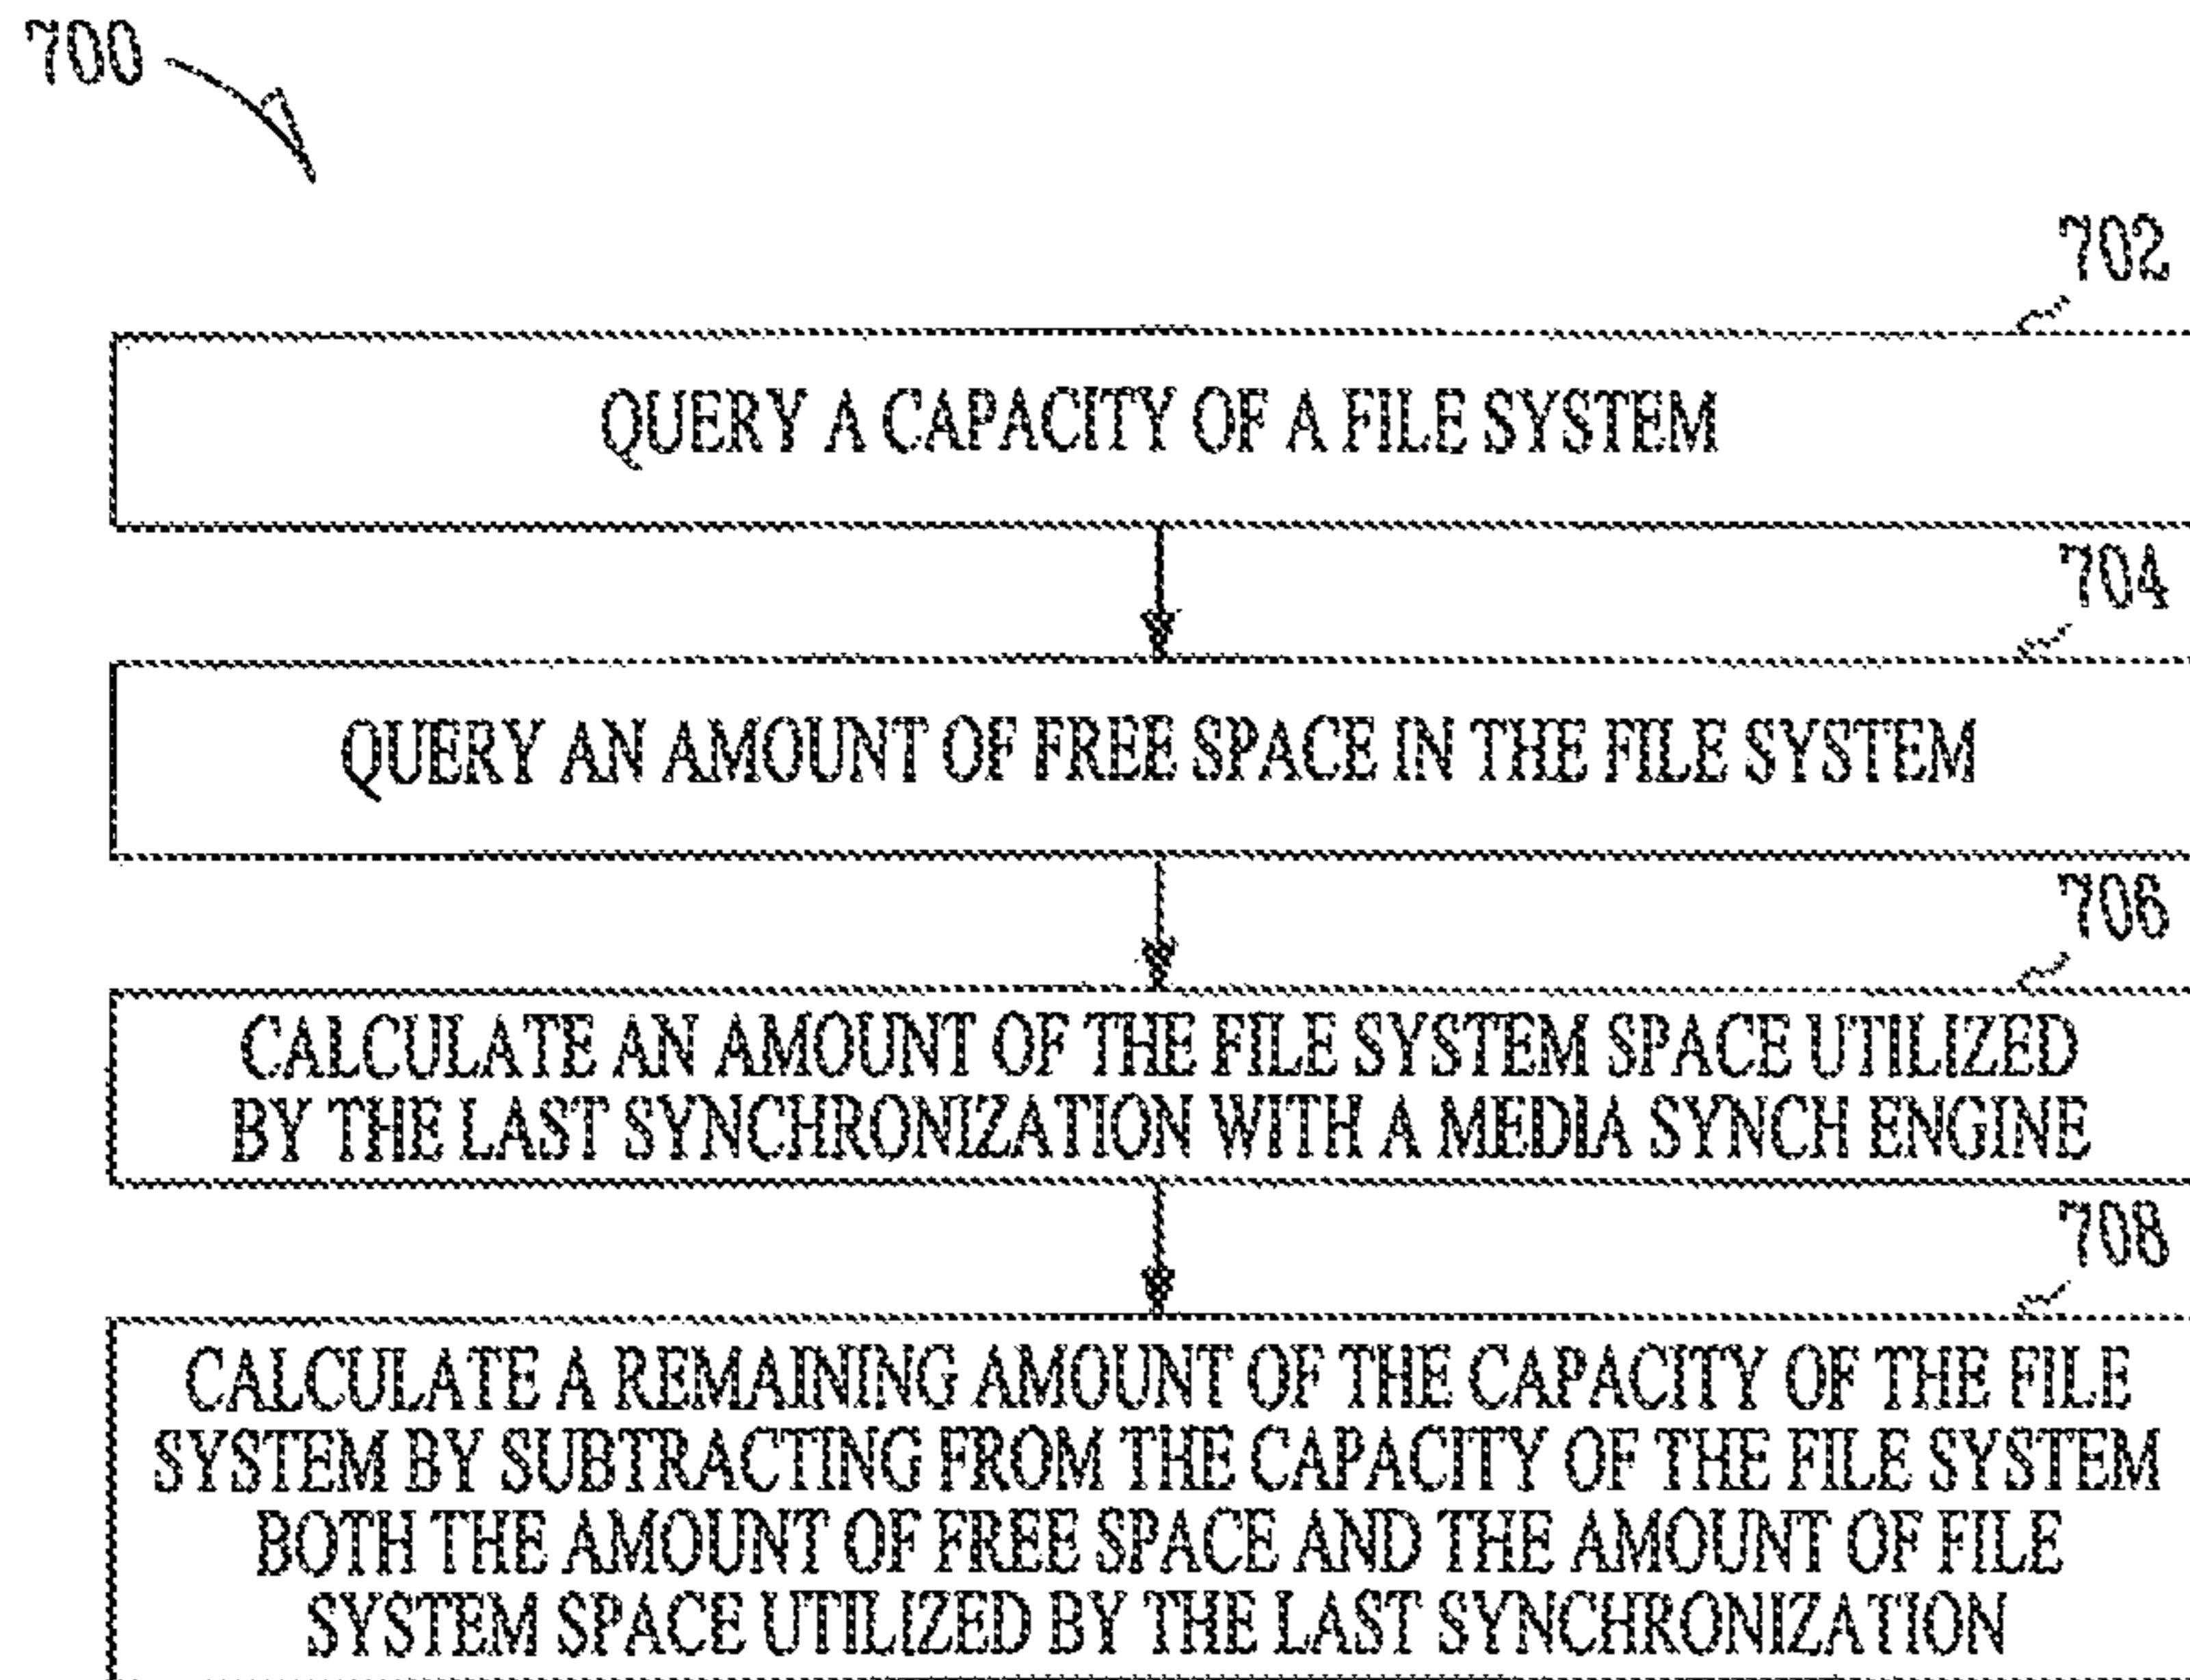 700
702
QUERY A CAPACITY OF A FILE SYSTEM
704
QUERY AN AMOUNT OF FREE SPACE IN THE FILE SYSTEM
706
CALCULATE AN AMOUNT OF THE FILE SYSTEM SPACE UTILIZED
BY THE LAST SYNCHRONIZATION WITH A MEDIA SYNCH ENGINE
708
CALCULATE A REMAINING AMOUNT OF THE CAPACITY OF THE FILE
SYSTEM BY SUBTRACTING FROM THE CAPACITY OF THE FILE SYSTEM
BOTH THE AMOUNT OF FREE SPACE AND THE AMOUNT OF FILE
SYSTEM SPACE UTILIZED BY THE LAST SYNCHRONIZATION